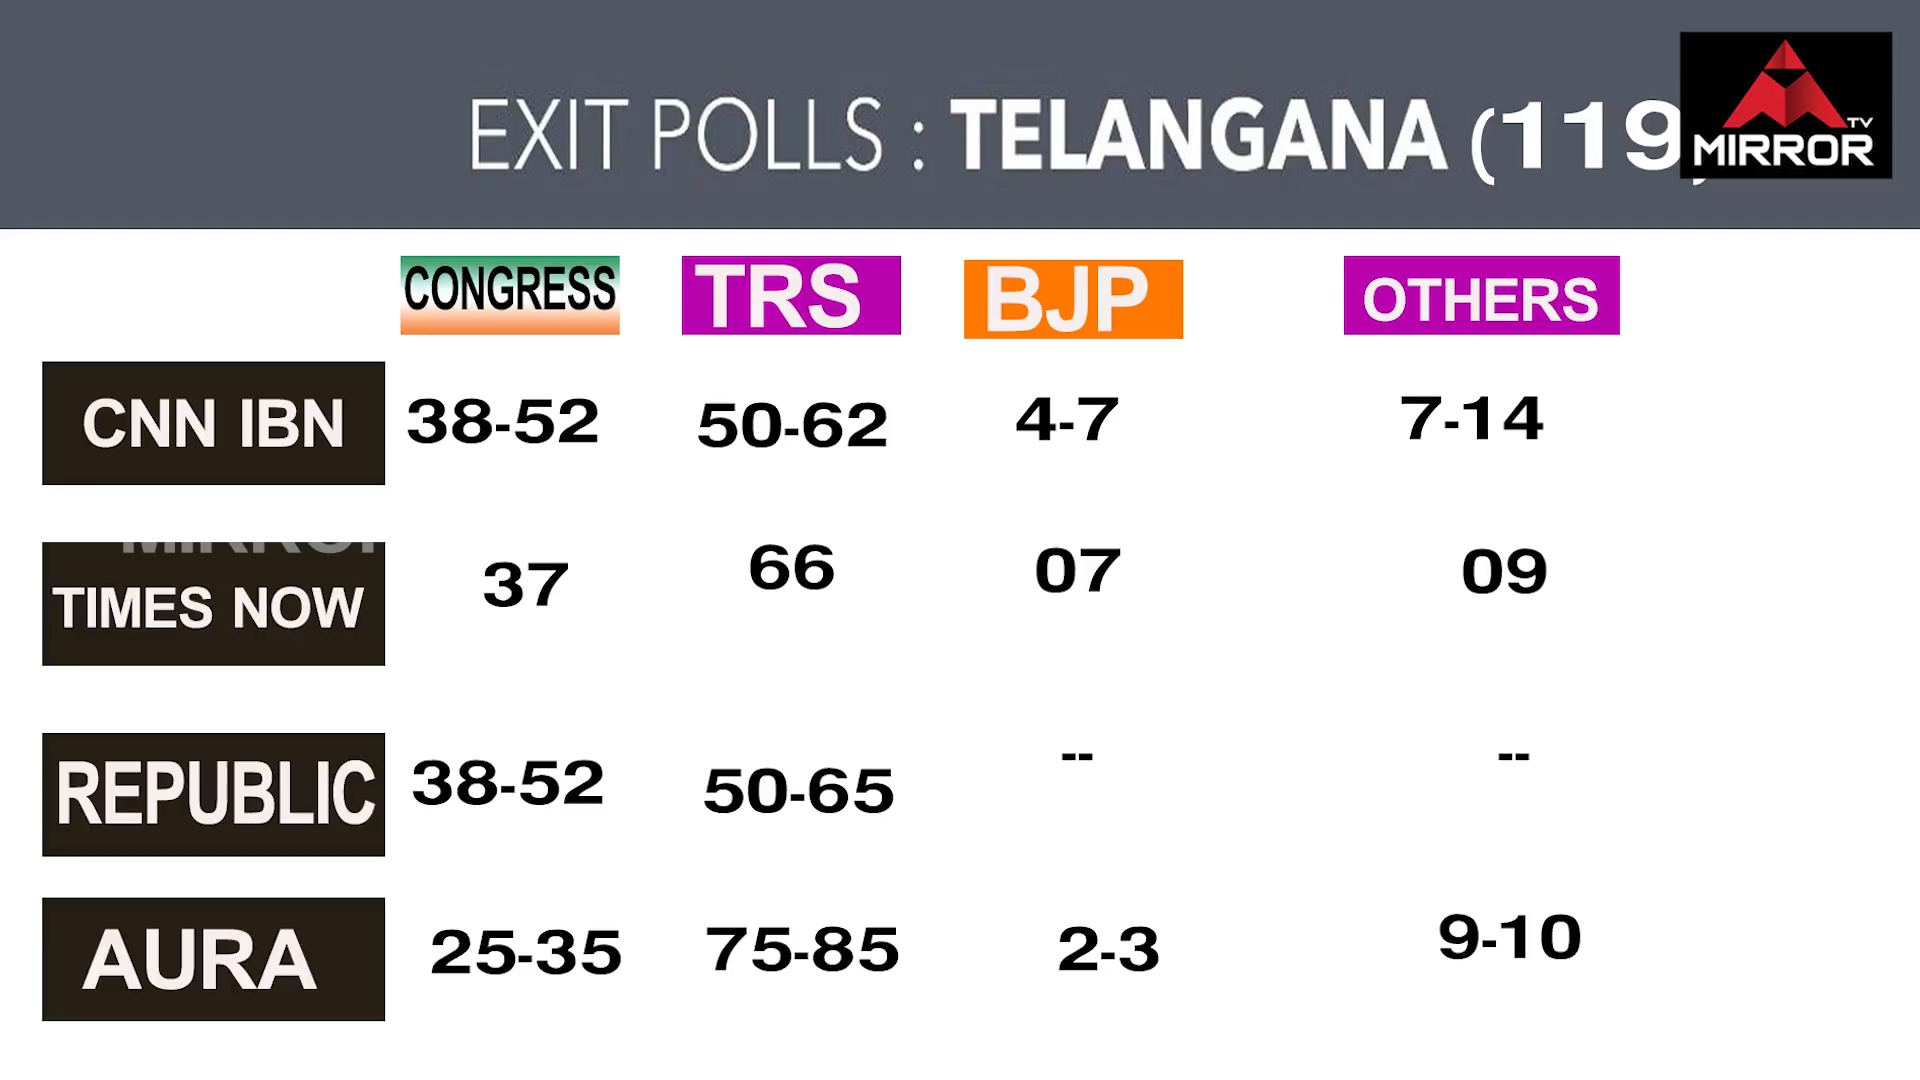 EXIT POLLS : TELANGANA (119)
MIRROR TV
CONGRESS TRS BJP OTHERS
CNN IBN 38-52 50-62 4-7 7-14
MIRROR
TIMES NOW 37 66 07 09
REPUBLIC 38-52 50-65 -- --
AURA 25-35 75-85 2-3 9-10